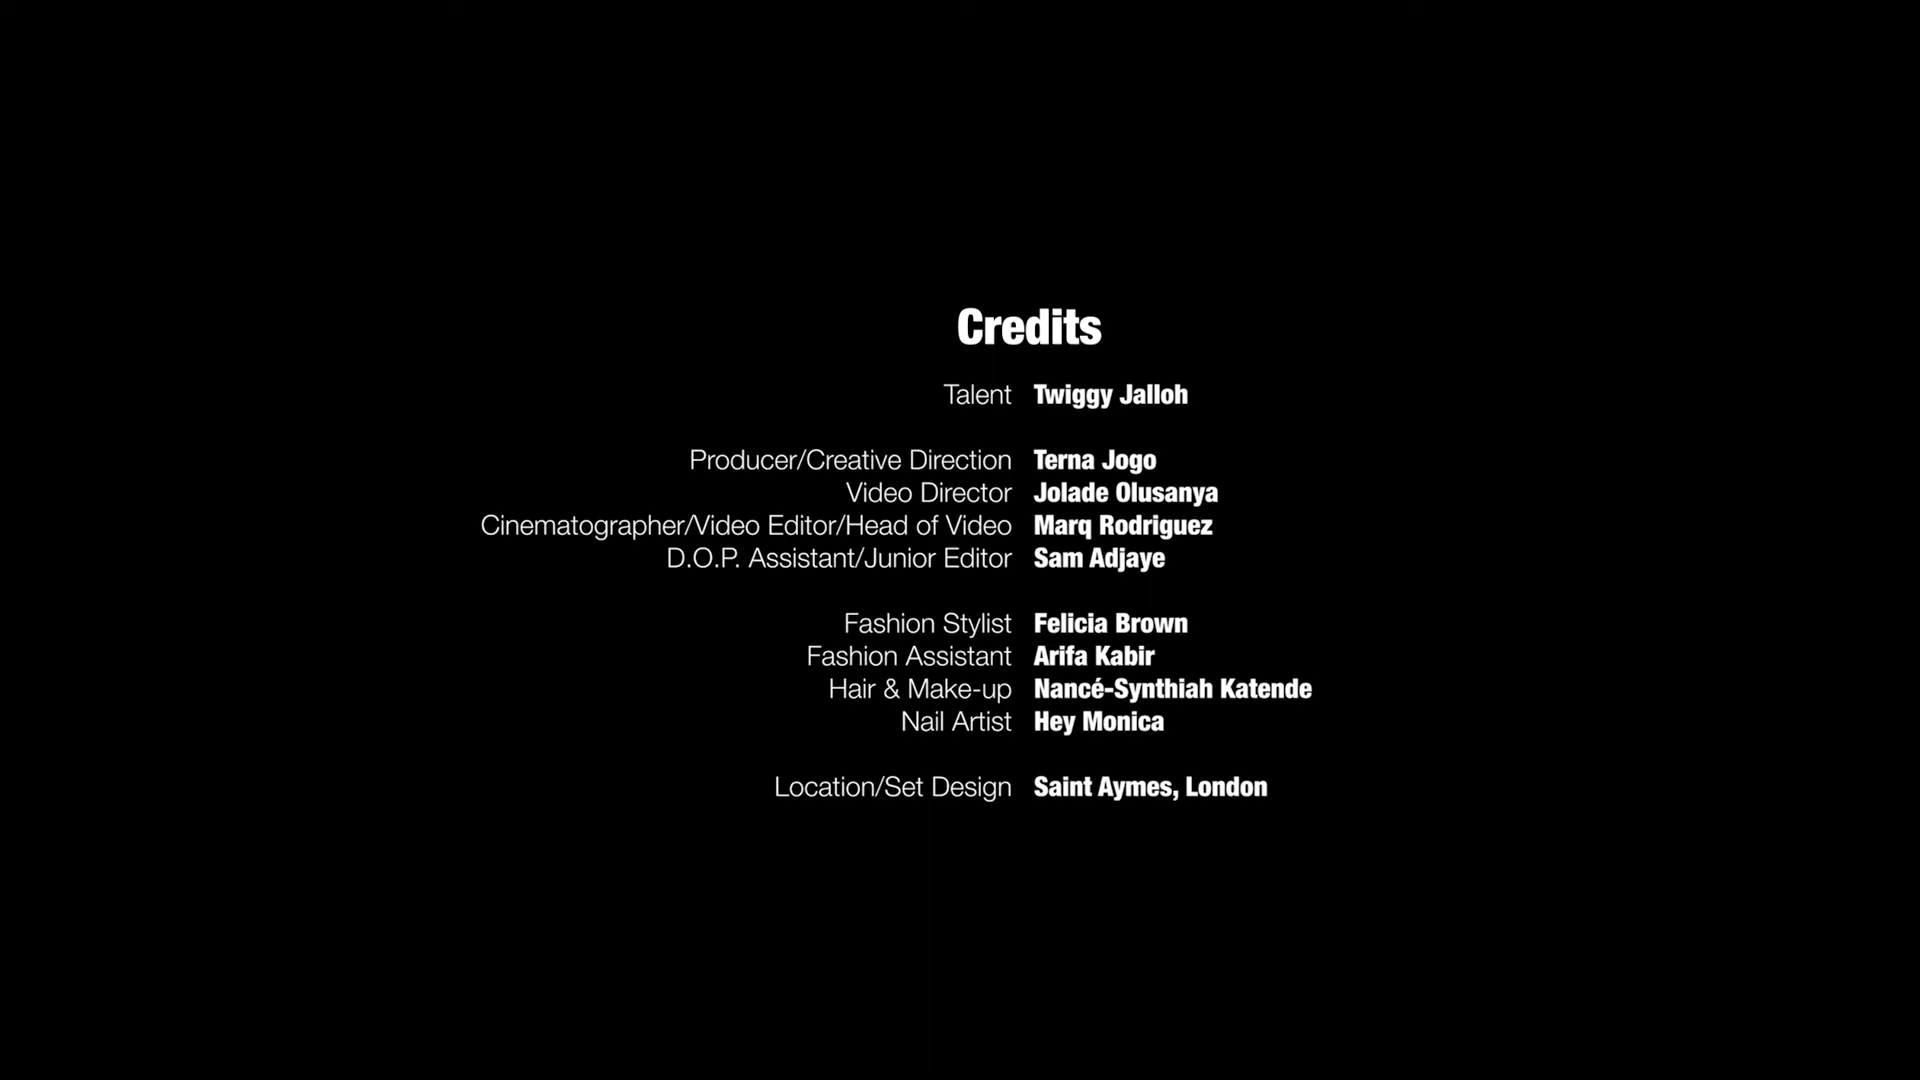 Credits
Talent Twiggy Jalloh
Producer/Creative Direction Terna Jogo
Video Director Jolade Olusanya
Cinematographer/Video Editor/Head of Video Marq Rodriguez
D.O.P. Assistant/Junior Editor Sam Adjaye
Fashion Stylist Felicia Brown
Fashion Assistant Arifa Kabir
Hair & Make-up Nancé-Synthiah Katende
Nail Artist Hey Monica
Location/Set Design Saint Aymes, London